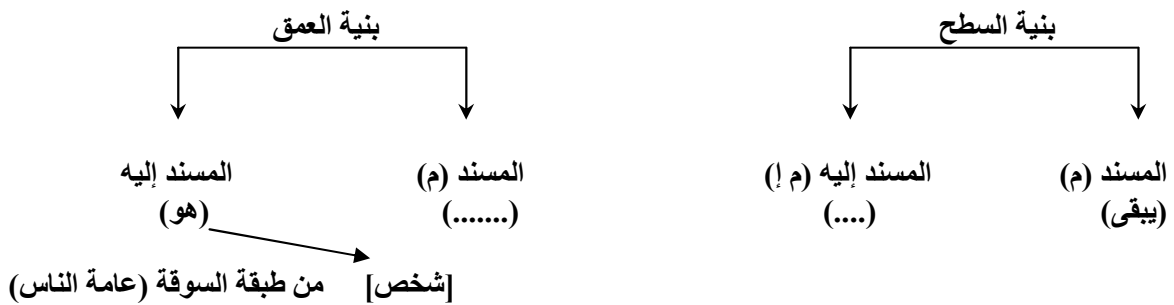 بنية السطح
بنية العمق
المسند (م)
المسند إليه (م إ)
المسند (م)
المسند إليه
(يبقى)
(....)
(.......)
(هو)
[شخص] من طبقة السوقة (عامة الناس)